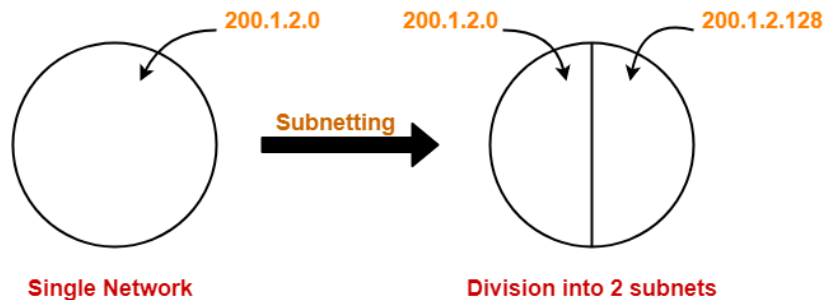 200.1.2.0
200.1.2.0
200.1.2.128
Subnetting
Single Network
Division into 2 subnets